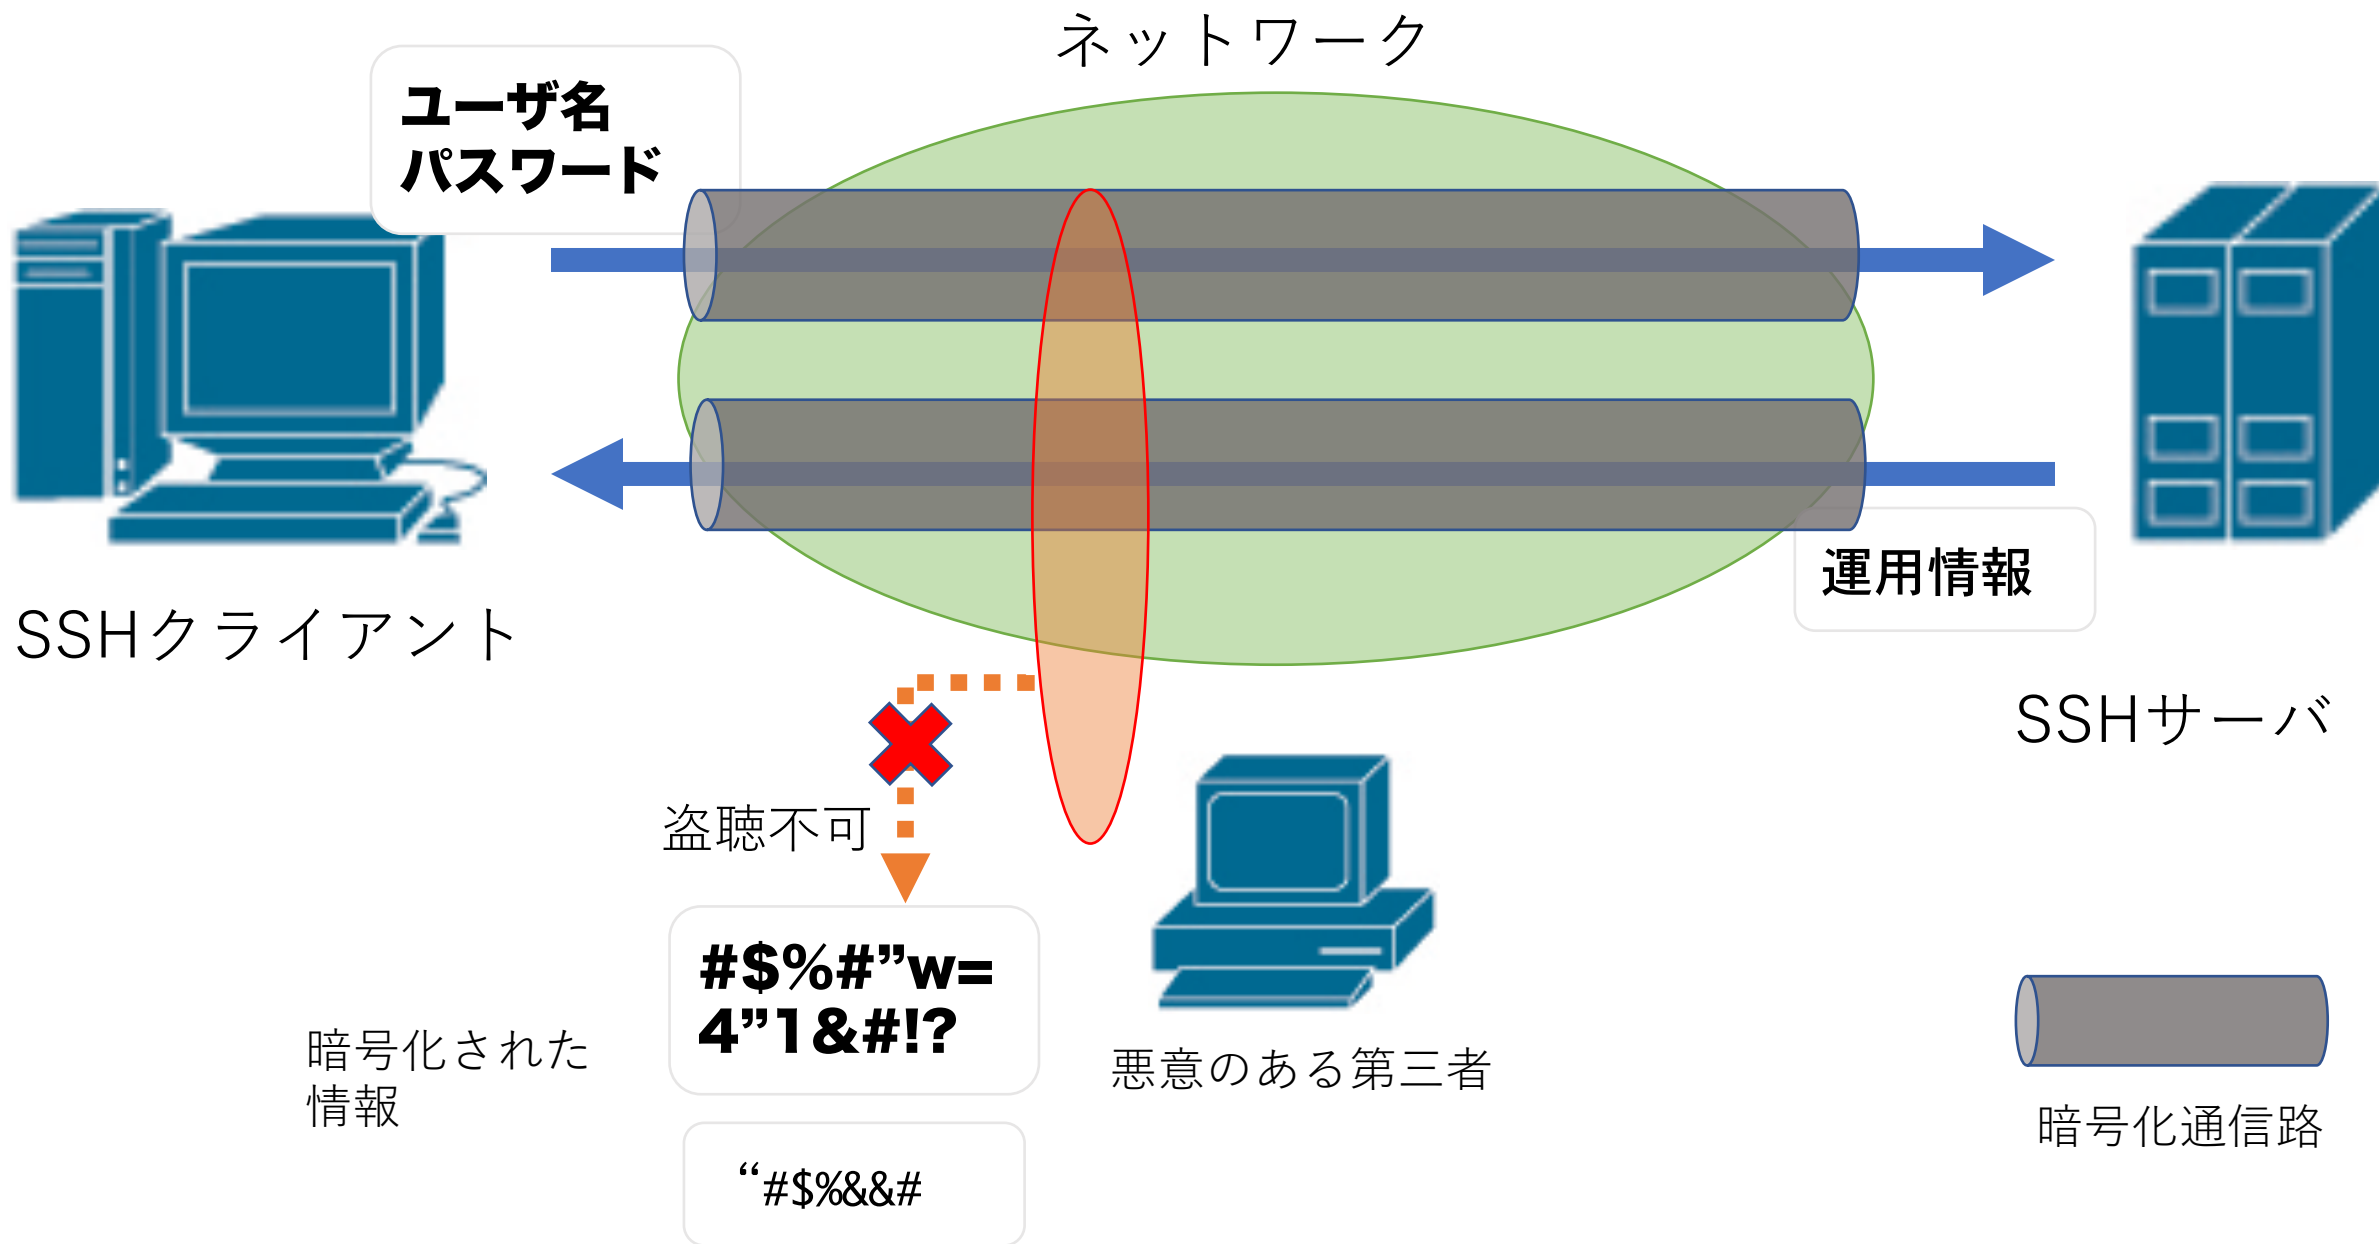 ネットワーク
ユーザ名
パスワード
運用情報
SSHクライアント
SSHサーバ
盗聴不可
#$%#”w=
4”1&#!?
暗号化された
情報
悪意のある第三者
“#$%&&#
暗号化通信路